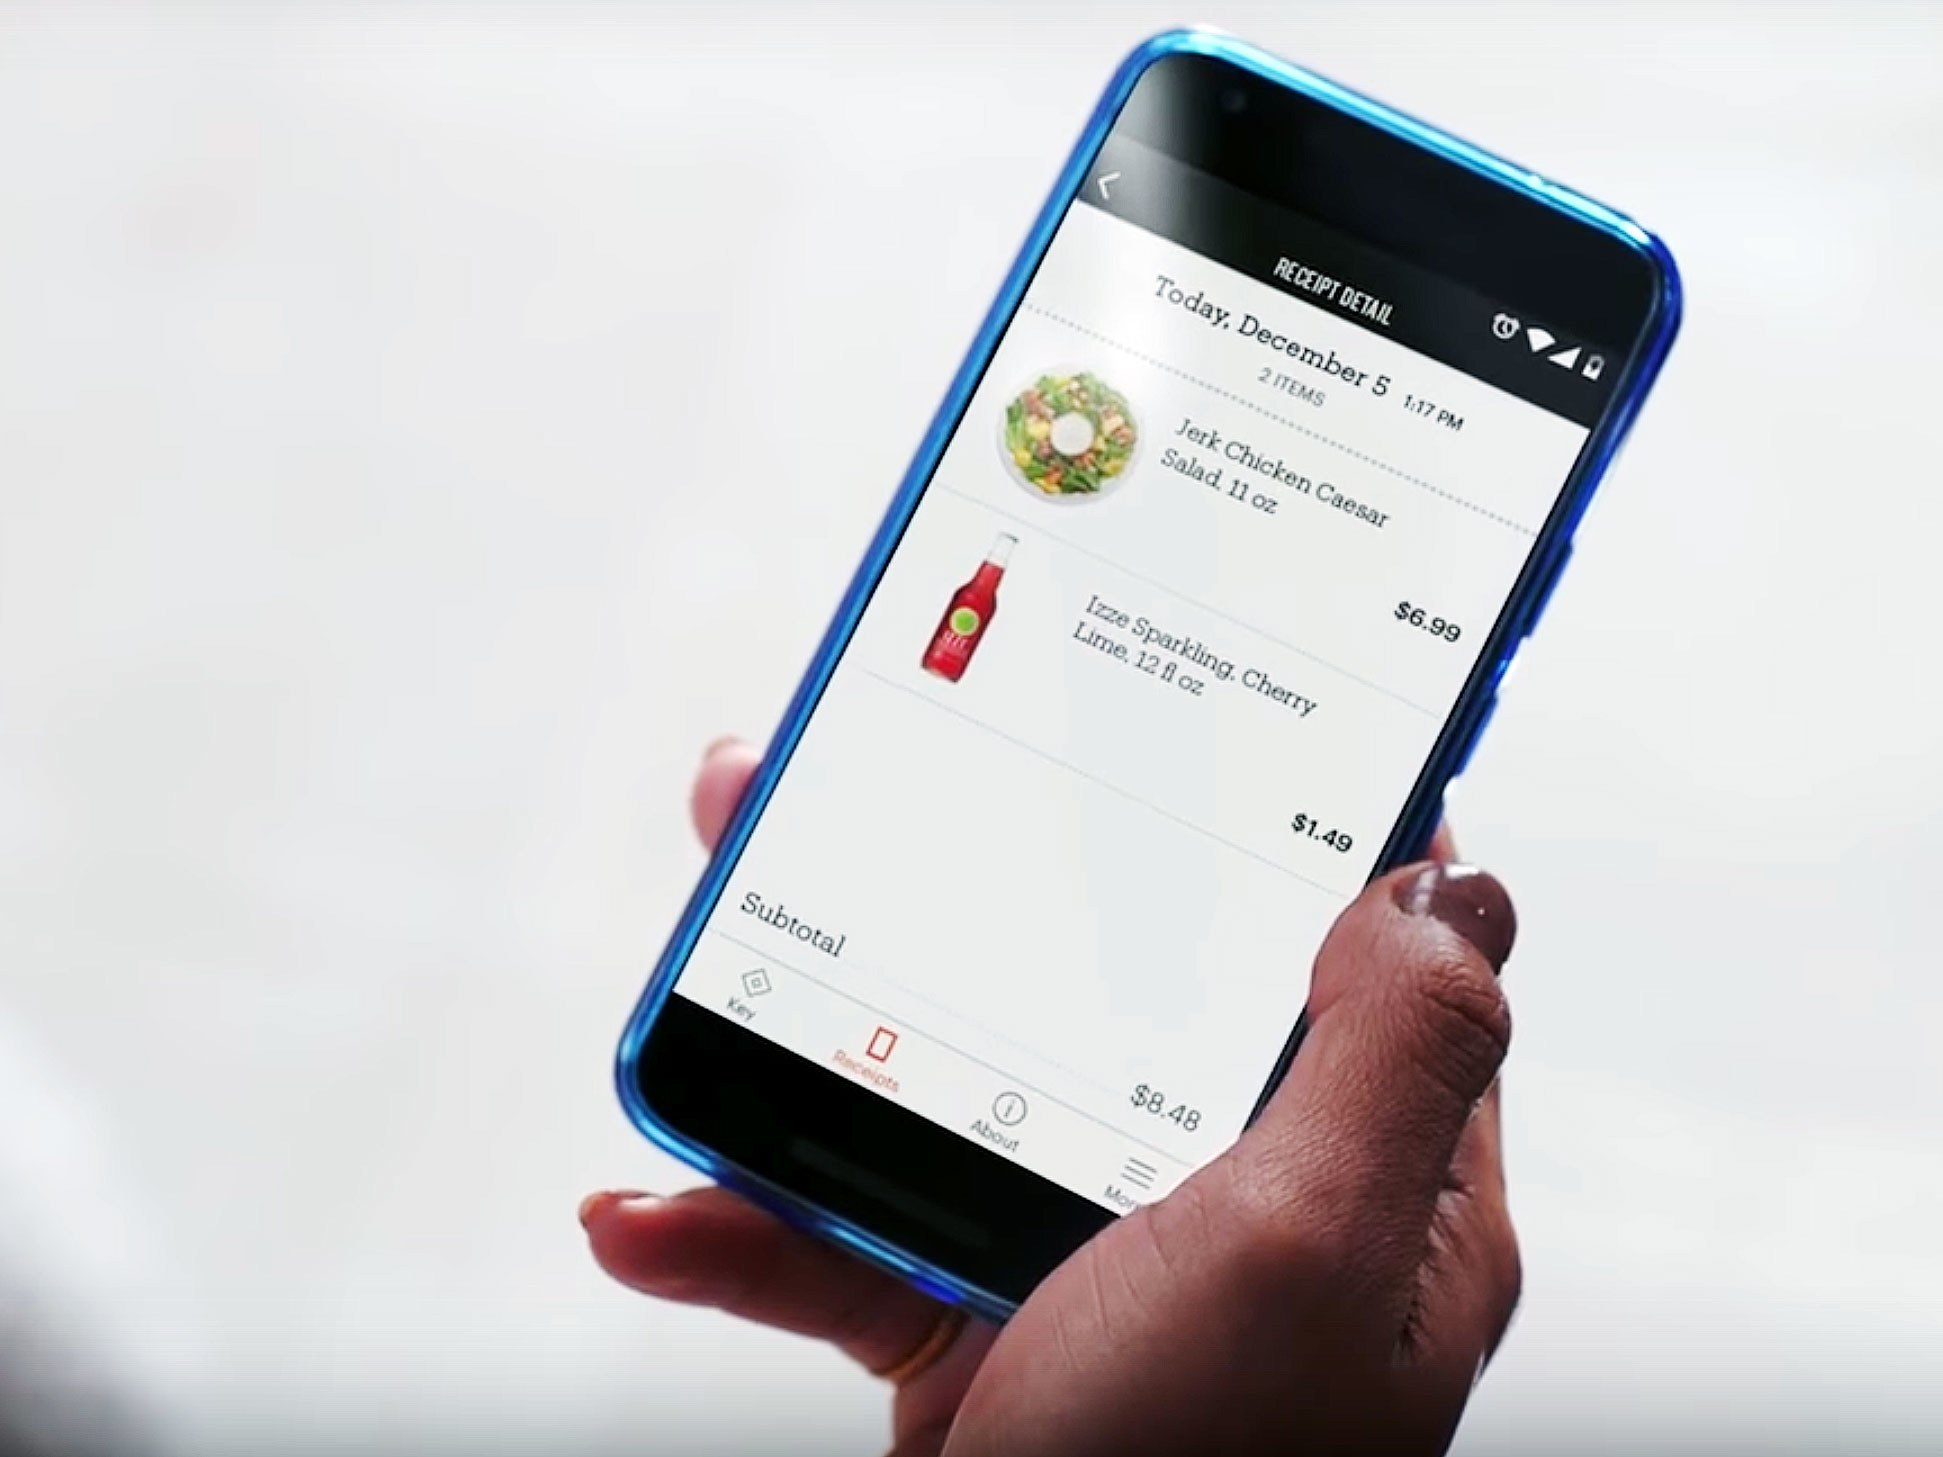 RECEIPT DETAIL
Today, December 5 1:17 PM
2 ITEMS
Jerk Chicken Caesar
Salad, 11 oz
$6.99
Izze Sparkling, Cherry
Lime, 12 fl oz
$1.49
Subtotal
$8.48
Key
Receipts
About